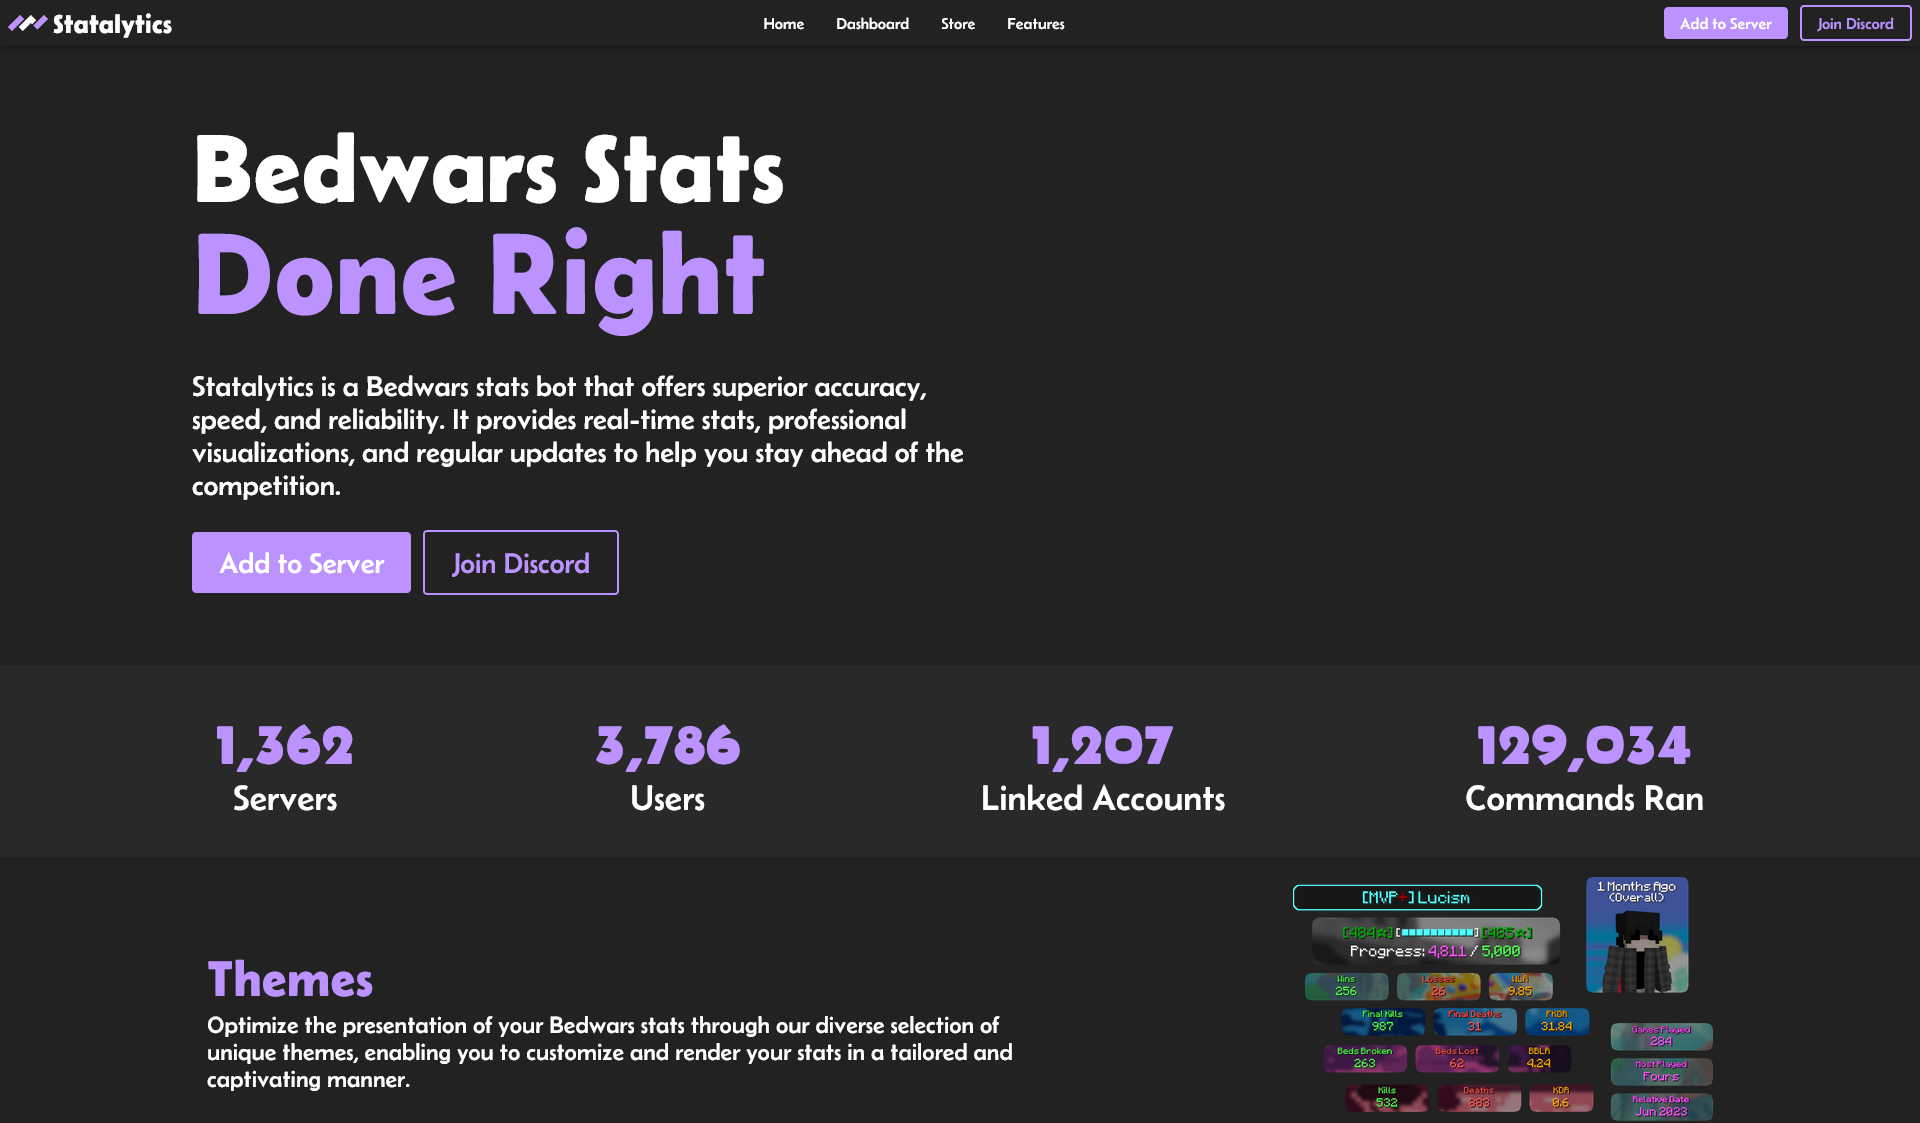 Statalytics
Home
Dashboard
Store
Features
Add to Server
Join Discord
Bedwars Stats
Done Right
Statalytics is a Bedwars stats bot that offers superior accuracy,
speed, and reliability. It provides real-time stats, professional
visualizations, and regular updates to help you stay ahead of the
competition.
Add to Server
Join Discord
1,362
Servers
3,786
Users
1,207
Linked Accounts
129,034
Commands Ran
Themes
Optimize the presentation of your Bedwars stats through our diverse selection of
unique themes, enabling you to customize and render your stats in a tailored and
captivating manner.
[MVP+] Lucism
[484☆] [■■■■■■■■■■] [485☆]
Progress: 4,811 / 5,000
Wins
256
Losses
26
WLR
9.85
Final Kills
987
Final Deaths
31
FKDR
31.84
Beds Broken
263
Beds Lost
62
BBLR
4.24
Kills
532
Deaths
883
KDR
0.6
1 Months Ago
(Overall)
Games Played
284
Most Played
Fours
Relative Date
Jun 2023